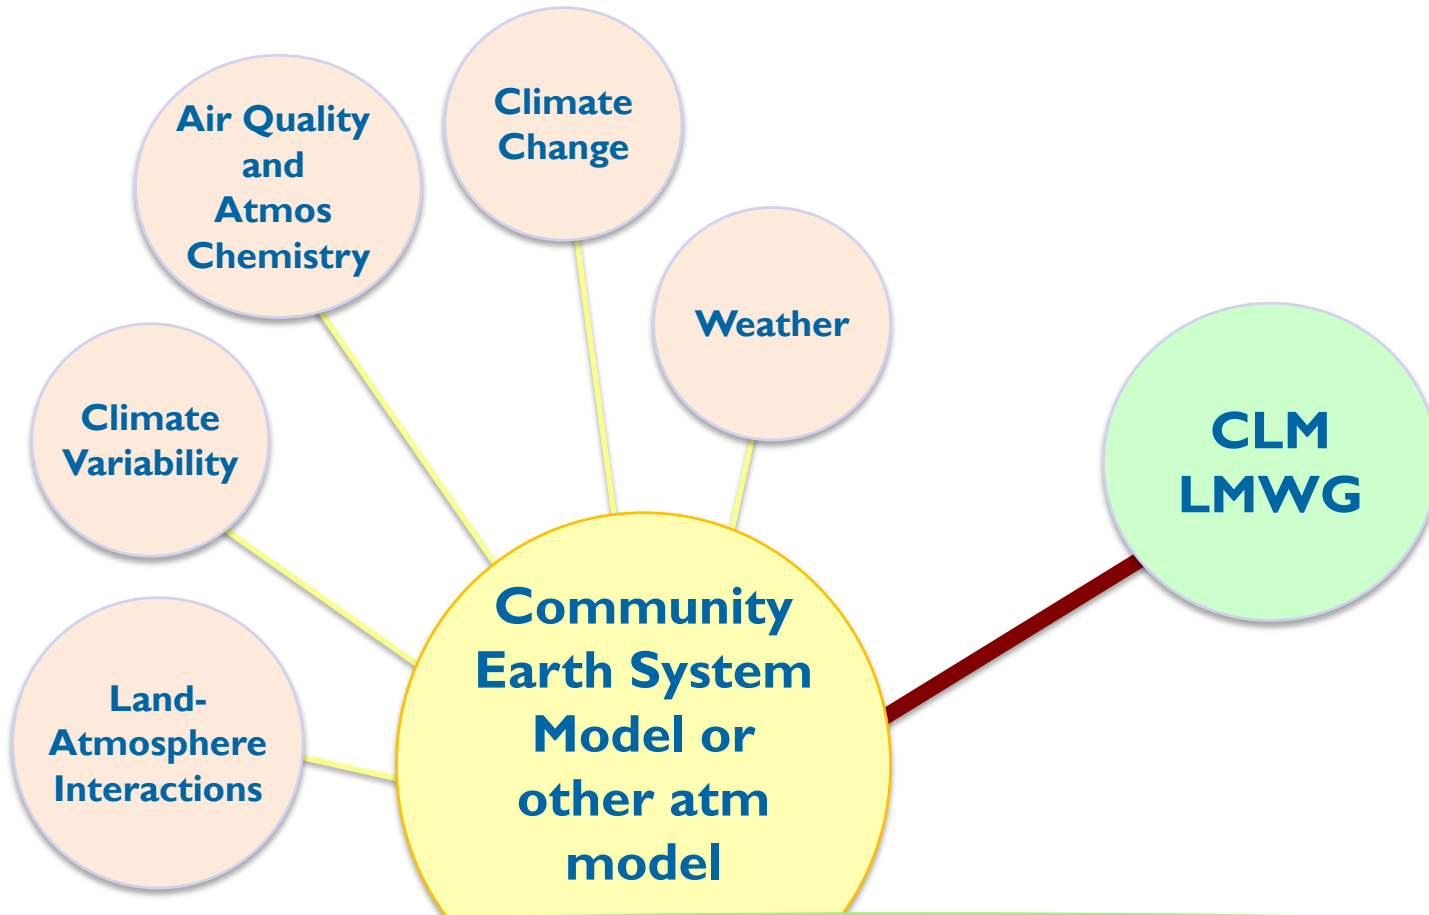 Air Quality
and
Atmos
Chemistry
Climate
Change
Weather
Climate
Variability
CLM
LMWG
Land-
Atmosphere
Interactions
Community
Earth System
Model or
other atm
model